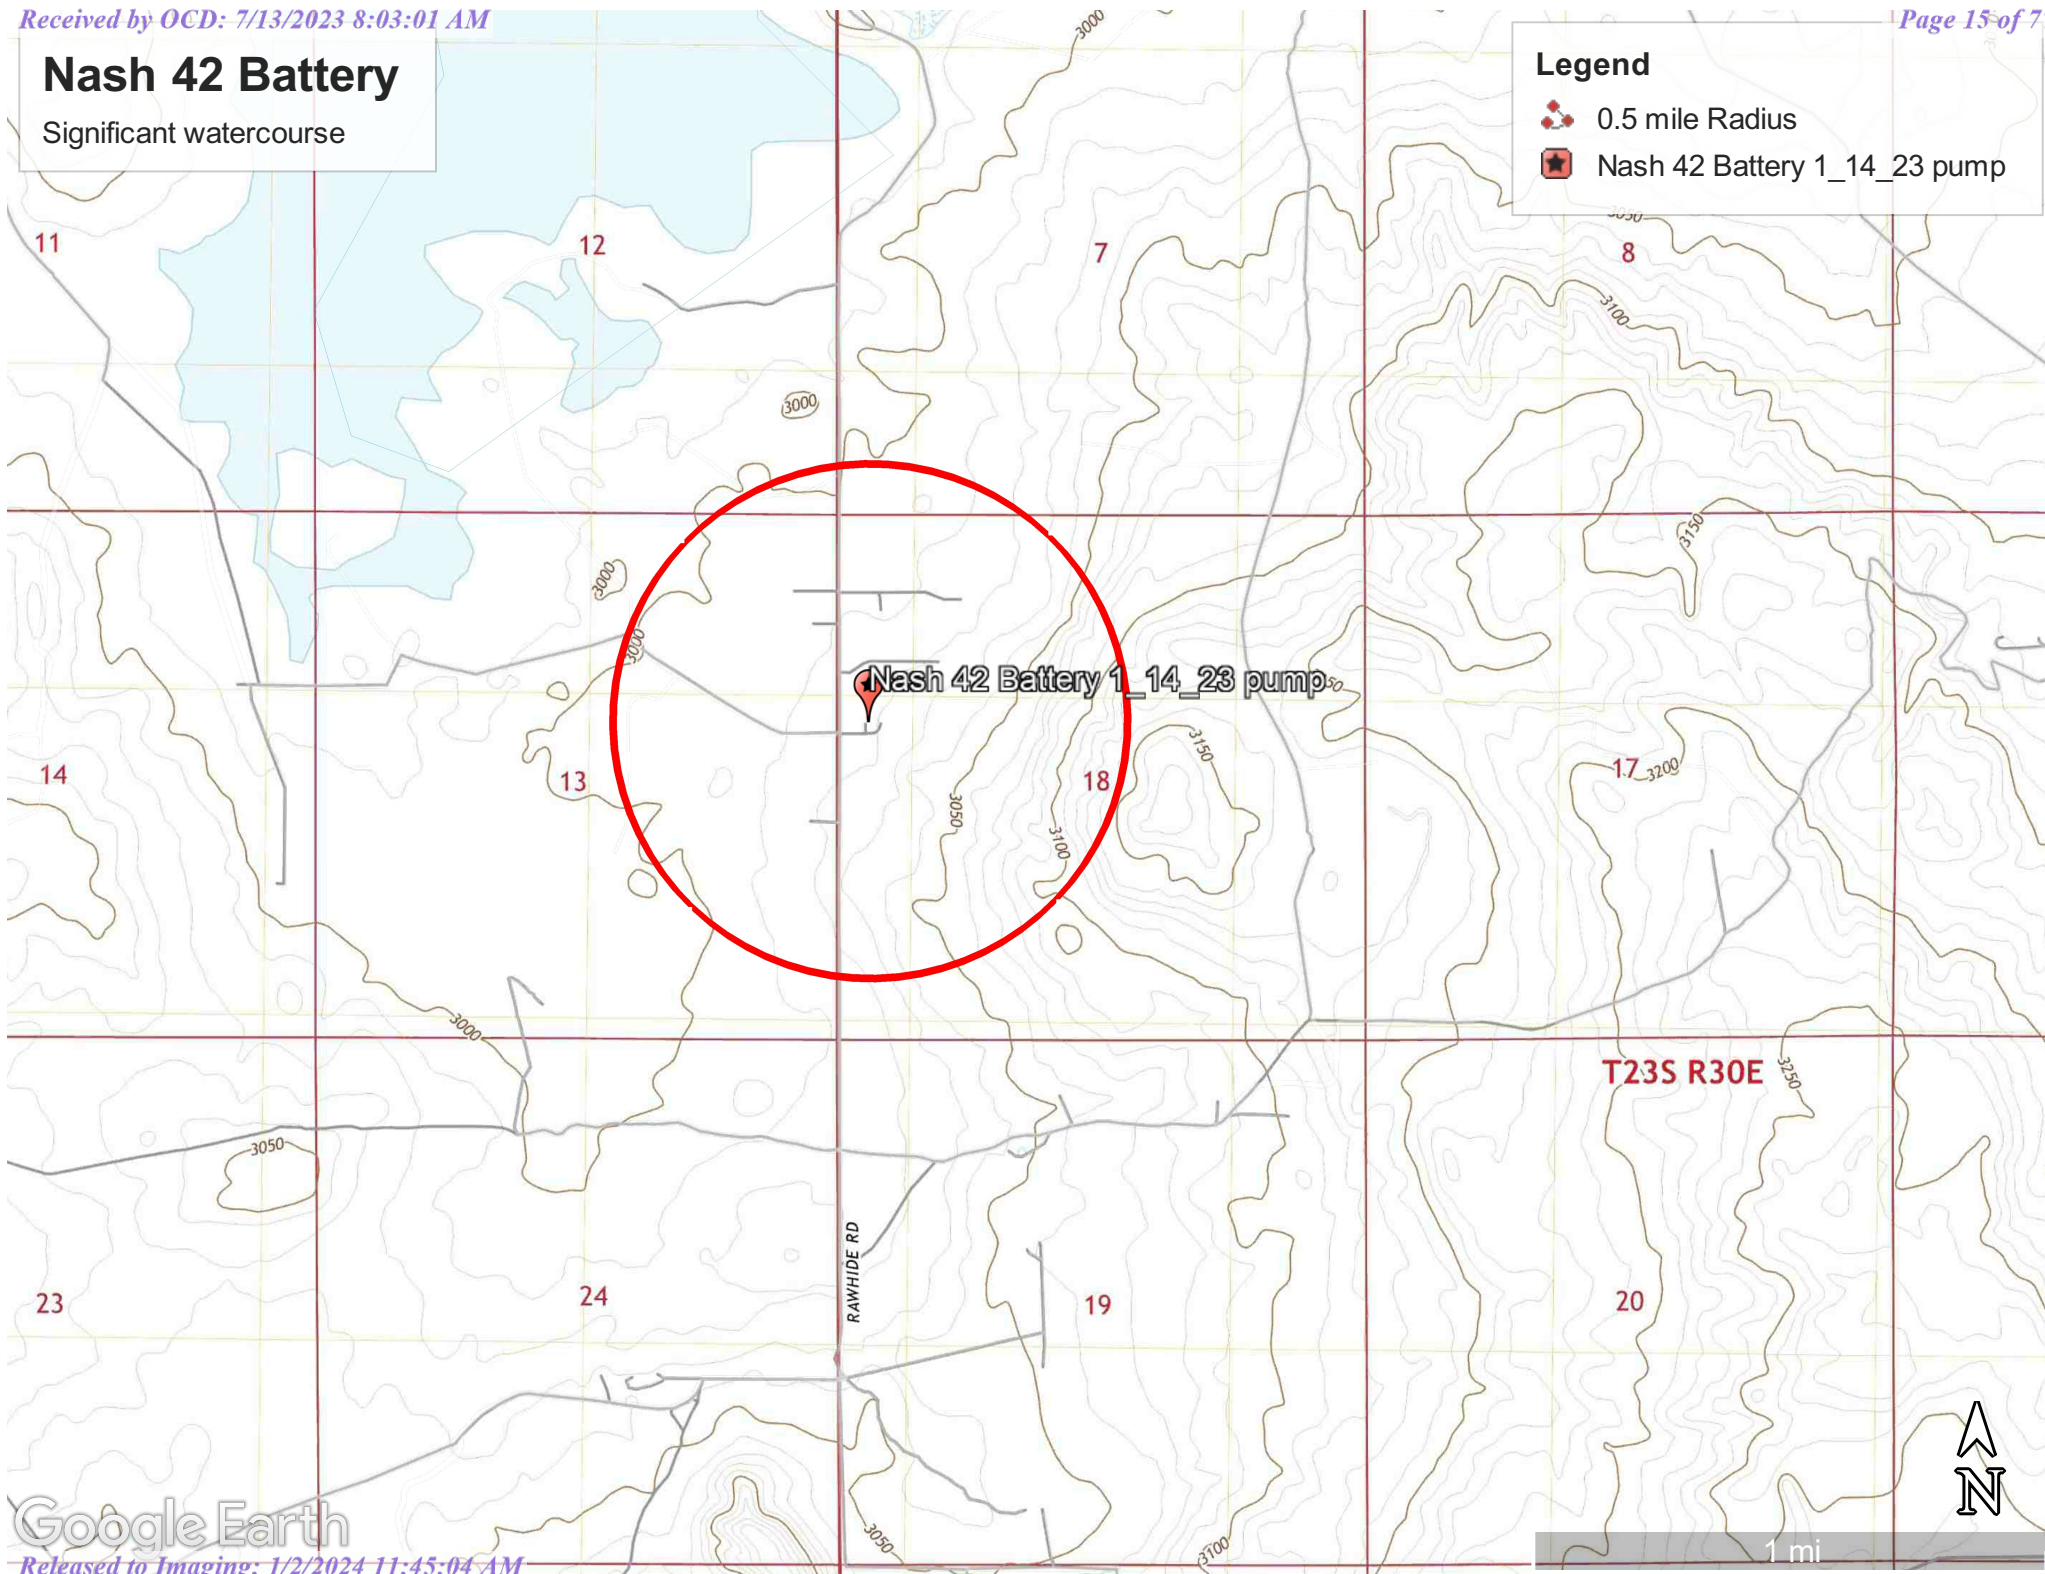 Received by OCD: 7/13/2023 8:03:01 AM
Page 15 of 7
Nash 42 Battery
Significant watercourse
Legend
0.5 mile Radius
Nash 42 Battery 1_14_23 pump
3000
3050
11
12
7
8
3100
3000
3150
3000
3000
Nash 42 Battery 1_14_23 pump
50
3150
14
13
18
17
3200
3050
3100
3000
T23S R30E
3250
3050
RAWHIDE RD
23
24
19
20
N
Google Earth
3050
3100
1 mi
Released to Imaging: 1/2/2024 11:45:04 AM